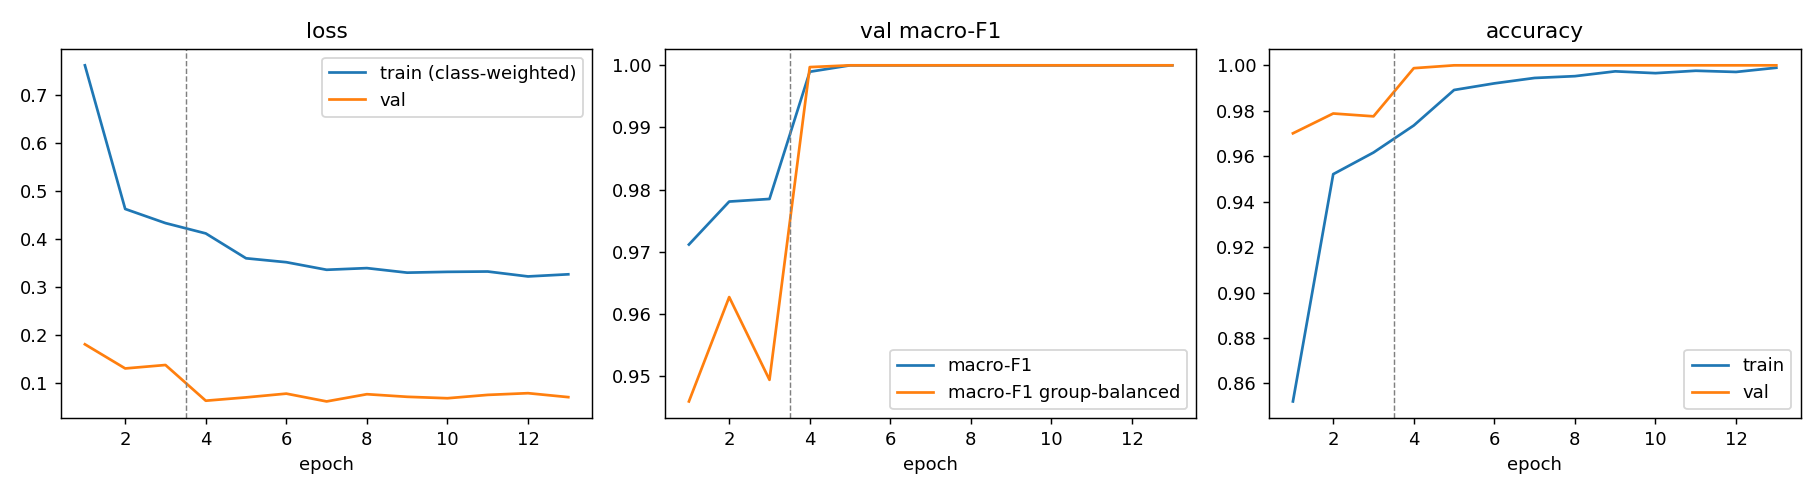 loss
train (class-weighted)
val
0.7
0.6
0.5
0.4
0.3
0.2
0.1
2 4 6 8 10 12
epoch
val macro-F1
1.00
0.99
0.98
0.97
0.96
0.95
macro-F1
macro-F1 group-balanced
2 4 6 8 10 12
epoch
accuracy
1.00
0.98
0.96
0.94
0.92
0.90
0.88
0.86
train
val
2 4 6 8 10 12
epoch